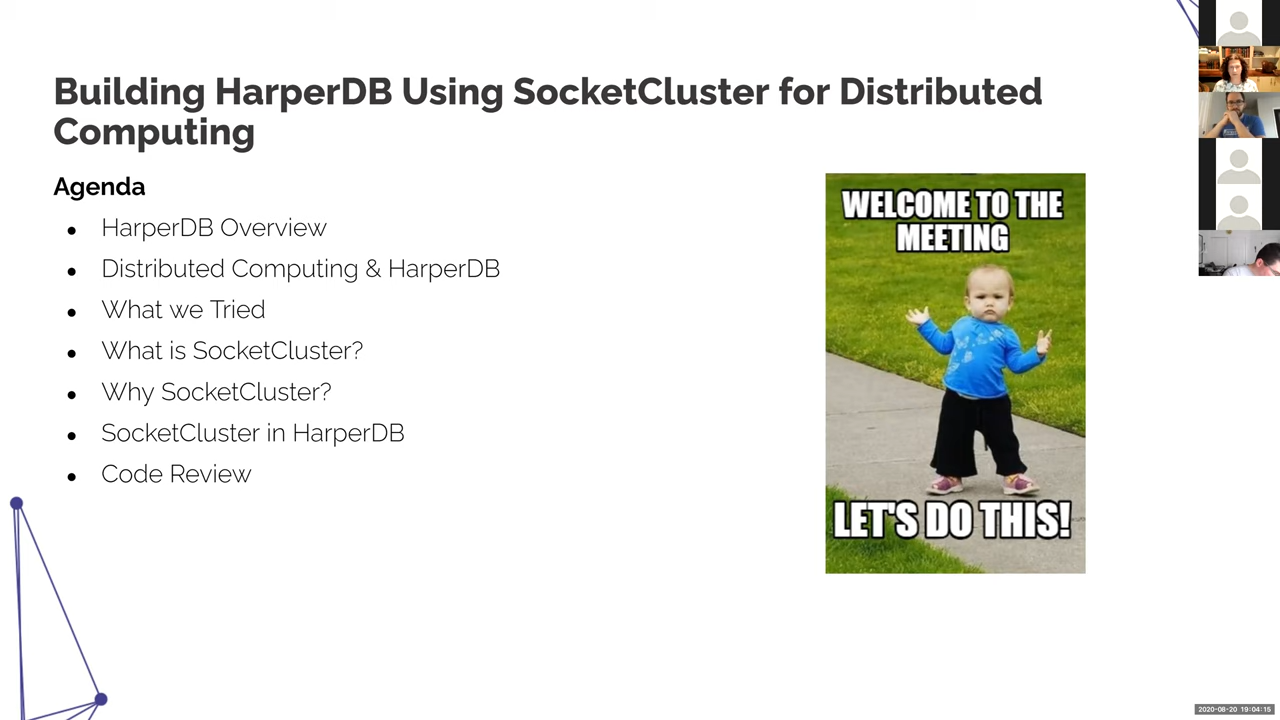 Building HarperDB Using SocketCluster for Distributed
Computing
Agenda
● HarperDB Overview
● Distributed Computing & HarperDB
● What we Tried
● What is SocketCluster?
● Why SocketCluster?
● SocketCluster in HarperDB
● Code Review
WELCOME TO THE
MEETING
LET'S DO THIS!
2020-08-20 19:04:15